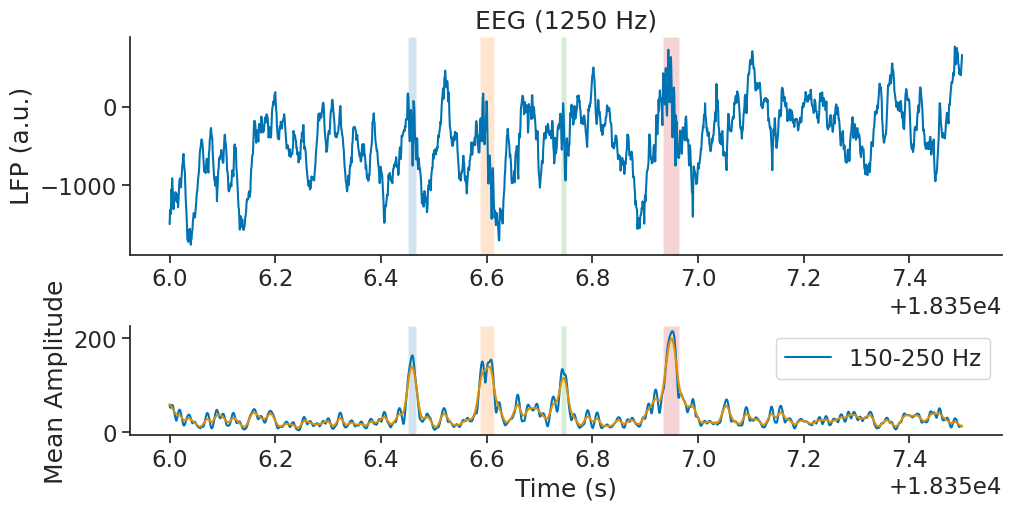 EEG (1250 Hz)
LFP (a.u.)
0
−1000
6.0 6.2 6.4 6.6 6.8 7.0 7.2 7.4
+1.835e4
Mean Amplitude
200
0
150-250 Hz
6.0 6.2 6.4 6.6 6.8 7.0 7.2 7.4
+1.835e4
Time (s)